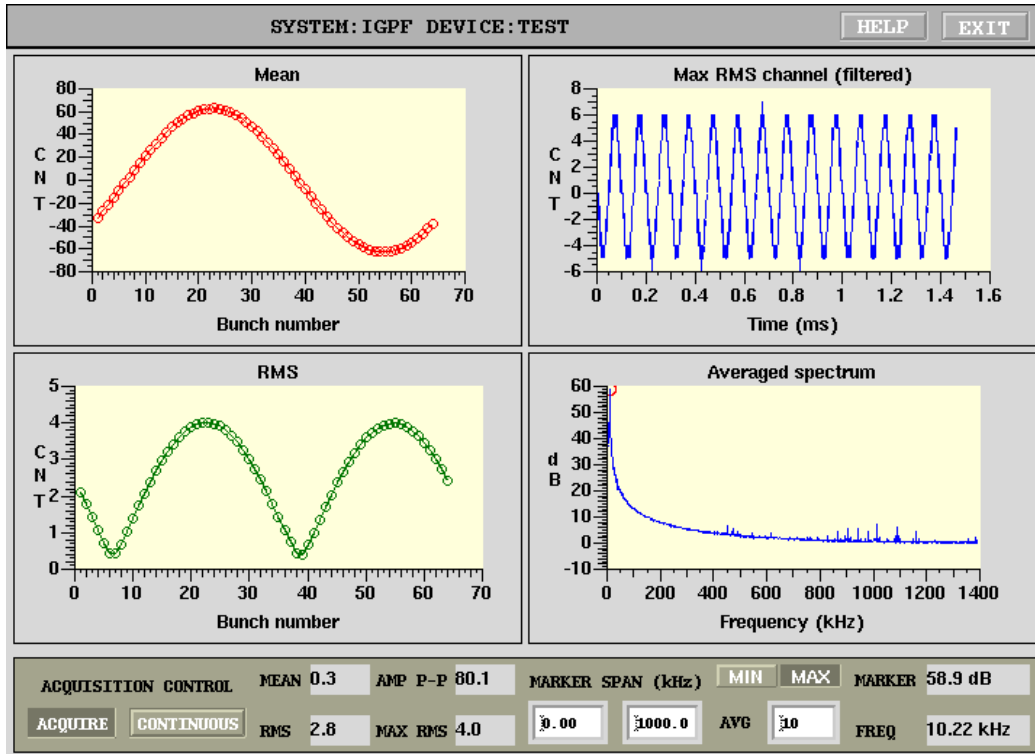 SYSTEM:IGPF DEVICE:TEST
HELP EXIT
Mean
80
60
40
20
0
-20
-40
-60
-80
C
N
T
0 10 20 30 40 50 60 70
Bunch number
Max RMS channel (filtered)
8
6
4
2
0
-2
-4
-6
C
N
T
0 0.2 0.4 0.6 0.8 1 1.2 1.4 1.6
Time (ms)
RMS
5
4
3
2
1
0
C
N
T
0 10 20 30 40 50 60 70
Bunch number
Averaged spectrum
60
50
40
30
20
10
0
-10
d
B
0 200 400 600 800 1000 1200 1400
Frequency (kHz)
ACQUISITION CONTROL
ACQUIRE CONTINUOUS
MEAN 0.3 AMP P-P 80.1
RMS 2.8 MAX RMS 4.0
MARKER SPAN (kHz)
0.00 1000.0
MIN MAX
AVG 10
MARKER 58.9 dB
FREQ 10.22 kHz